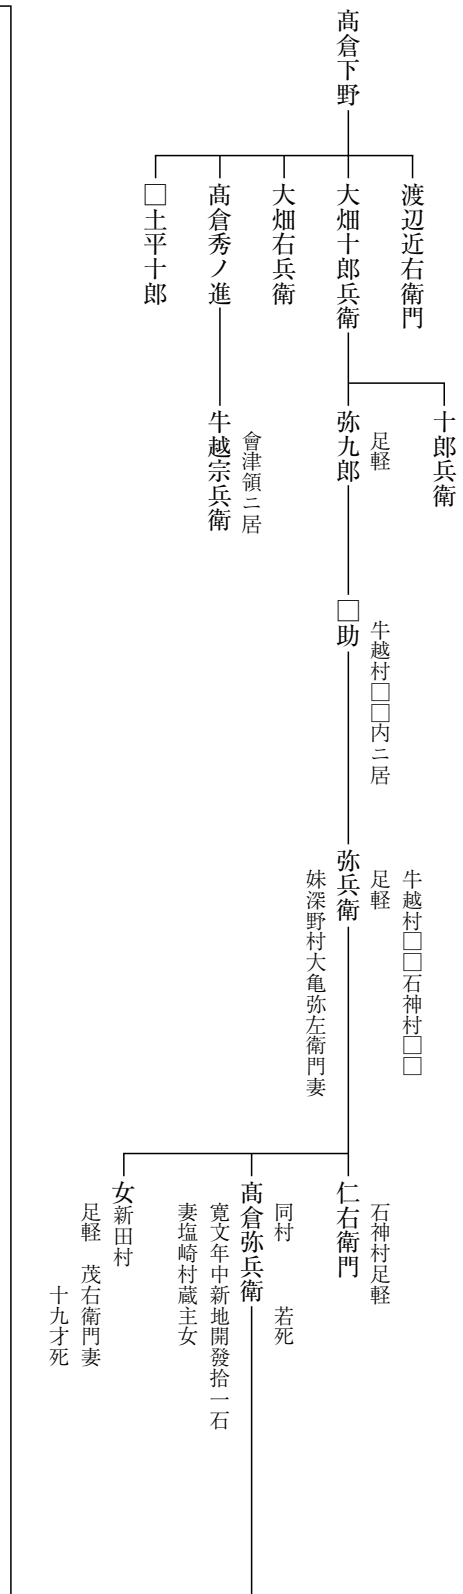 髙倉下野
渡辺近右衛門
大畑十郎兵衛
大畑右兵衛
髙倉秀ノ進
□土平十郎
十郎兵衛
足軽
弥九郎
會津領ニ居
牛越宗兵衛
牛越村□□内ニ居
□助
牛越村□□石神村□□
足軽
弥兵衛
妹深野村大亀弥左衛門妻
石神村足軽
仁右衛門
同村　若死
髙倉弥兵衛
寛文年中新地開發拾一石
妻塩崎村蔵主女
女新田村
足軽　茂右衛門妻
十九才死